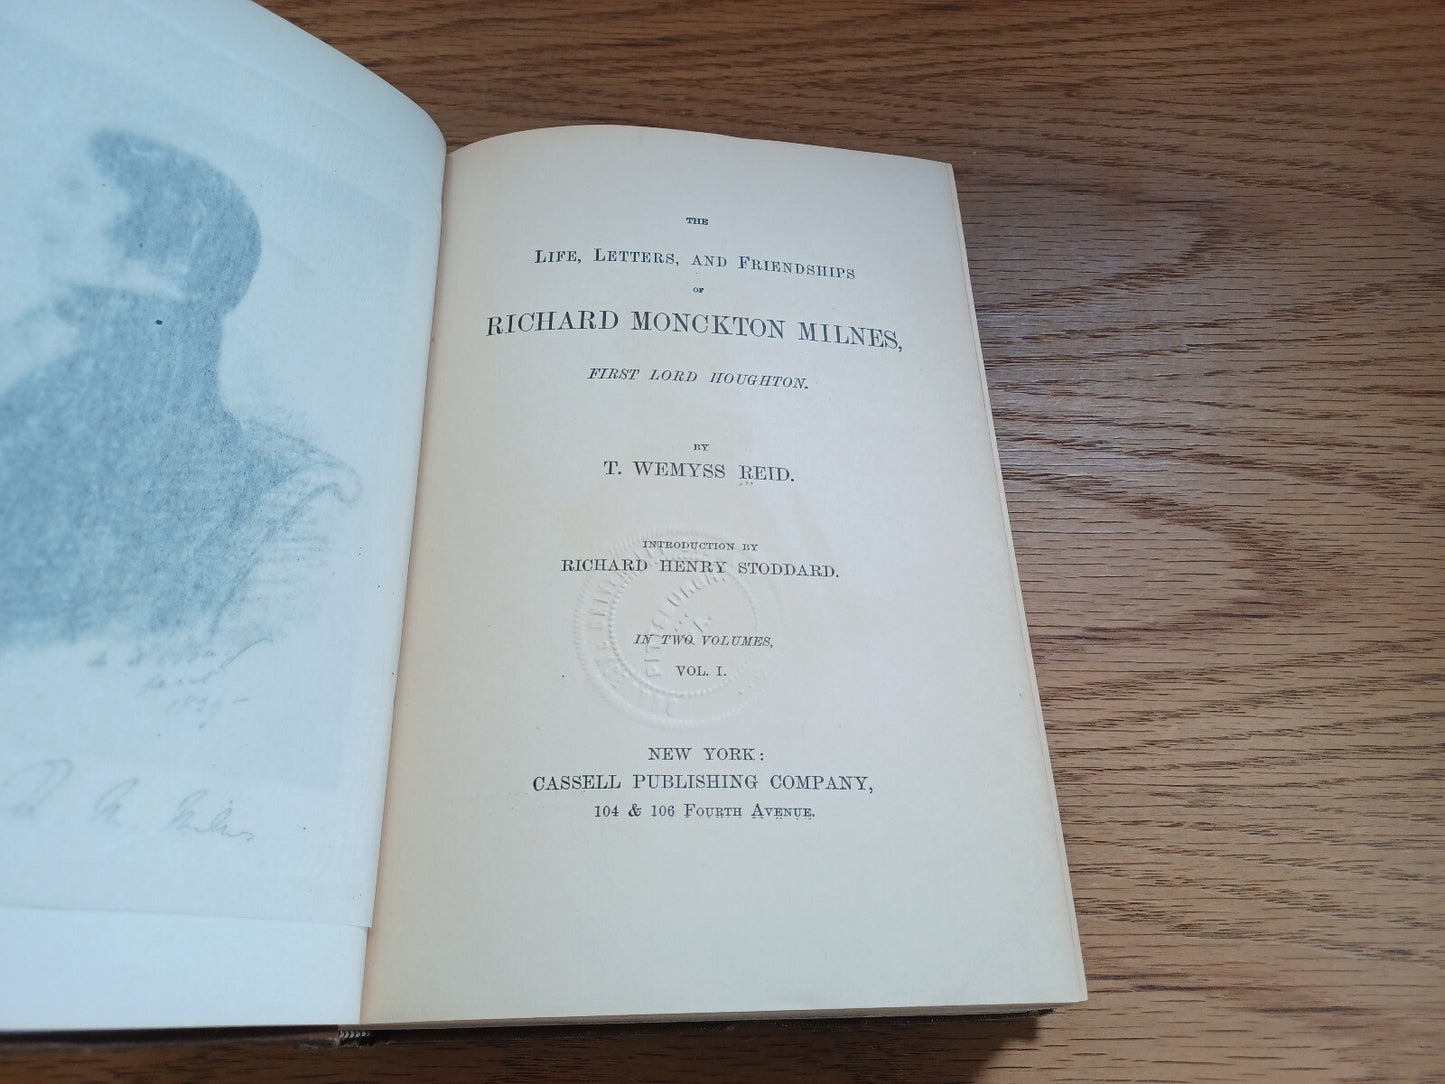 THE
LIFE, LETTERS, AND FRIENDSHIPS
OF
RICHARD MONCKTON MILNES,
FIRST LORD HOUGHTON.
BY
T. WEMYSS REID.
INTRODUCTION BY
RICHARD HENRY STODDARD.
IN TWO VOLUMES,
VOL. I.
NEW YORK:
CASSELL PUBLISHING COMPANY,
104 & 106 FOURTH AVENUE.
R. M. Milnes